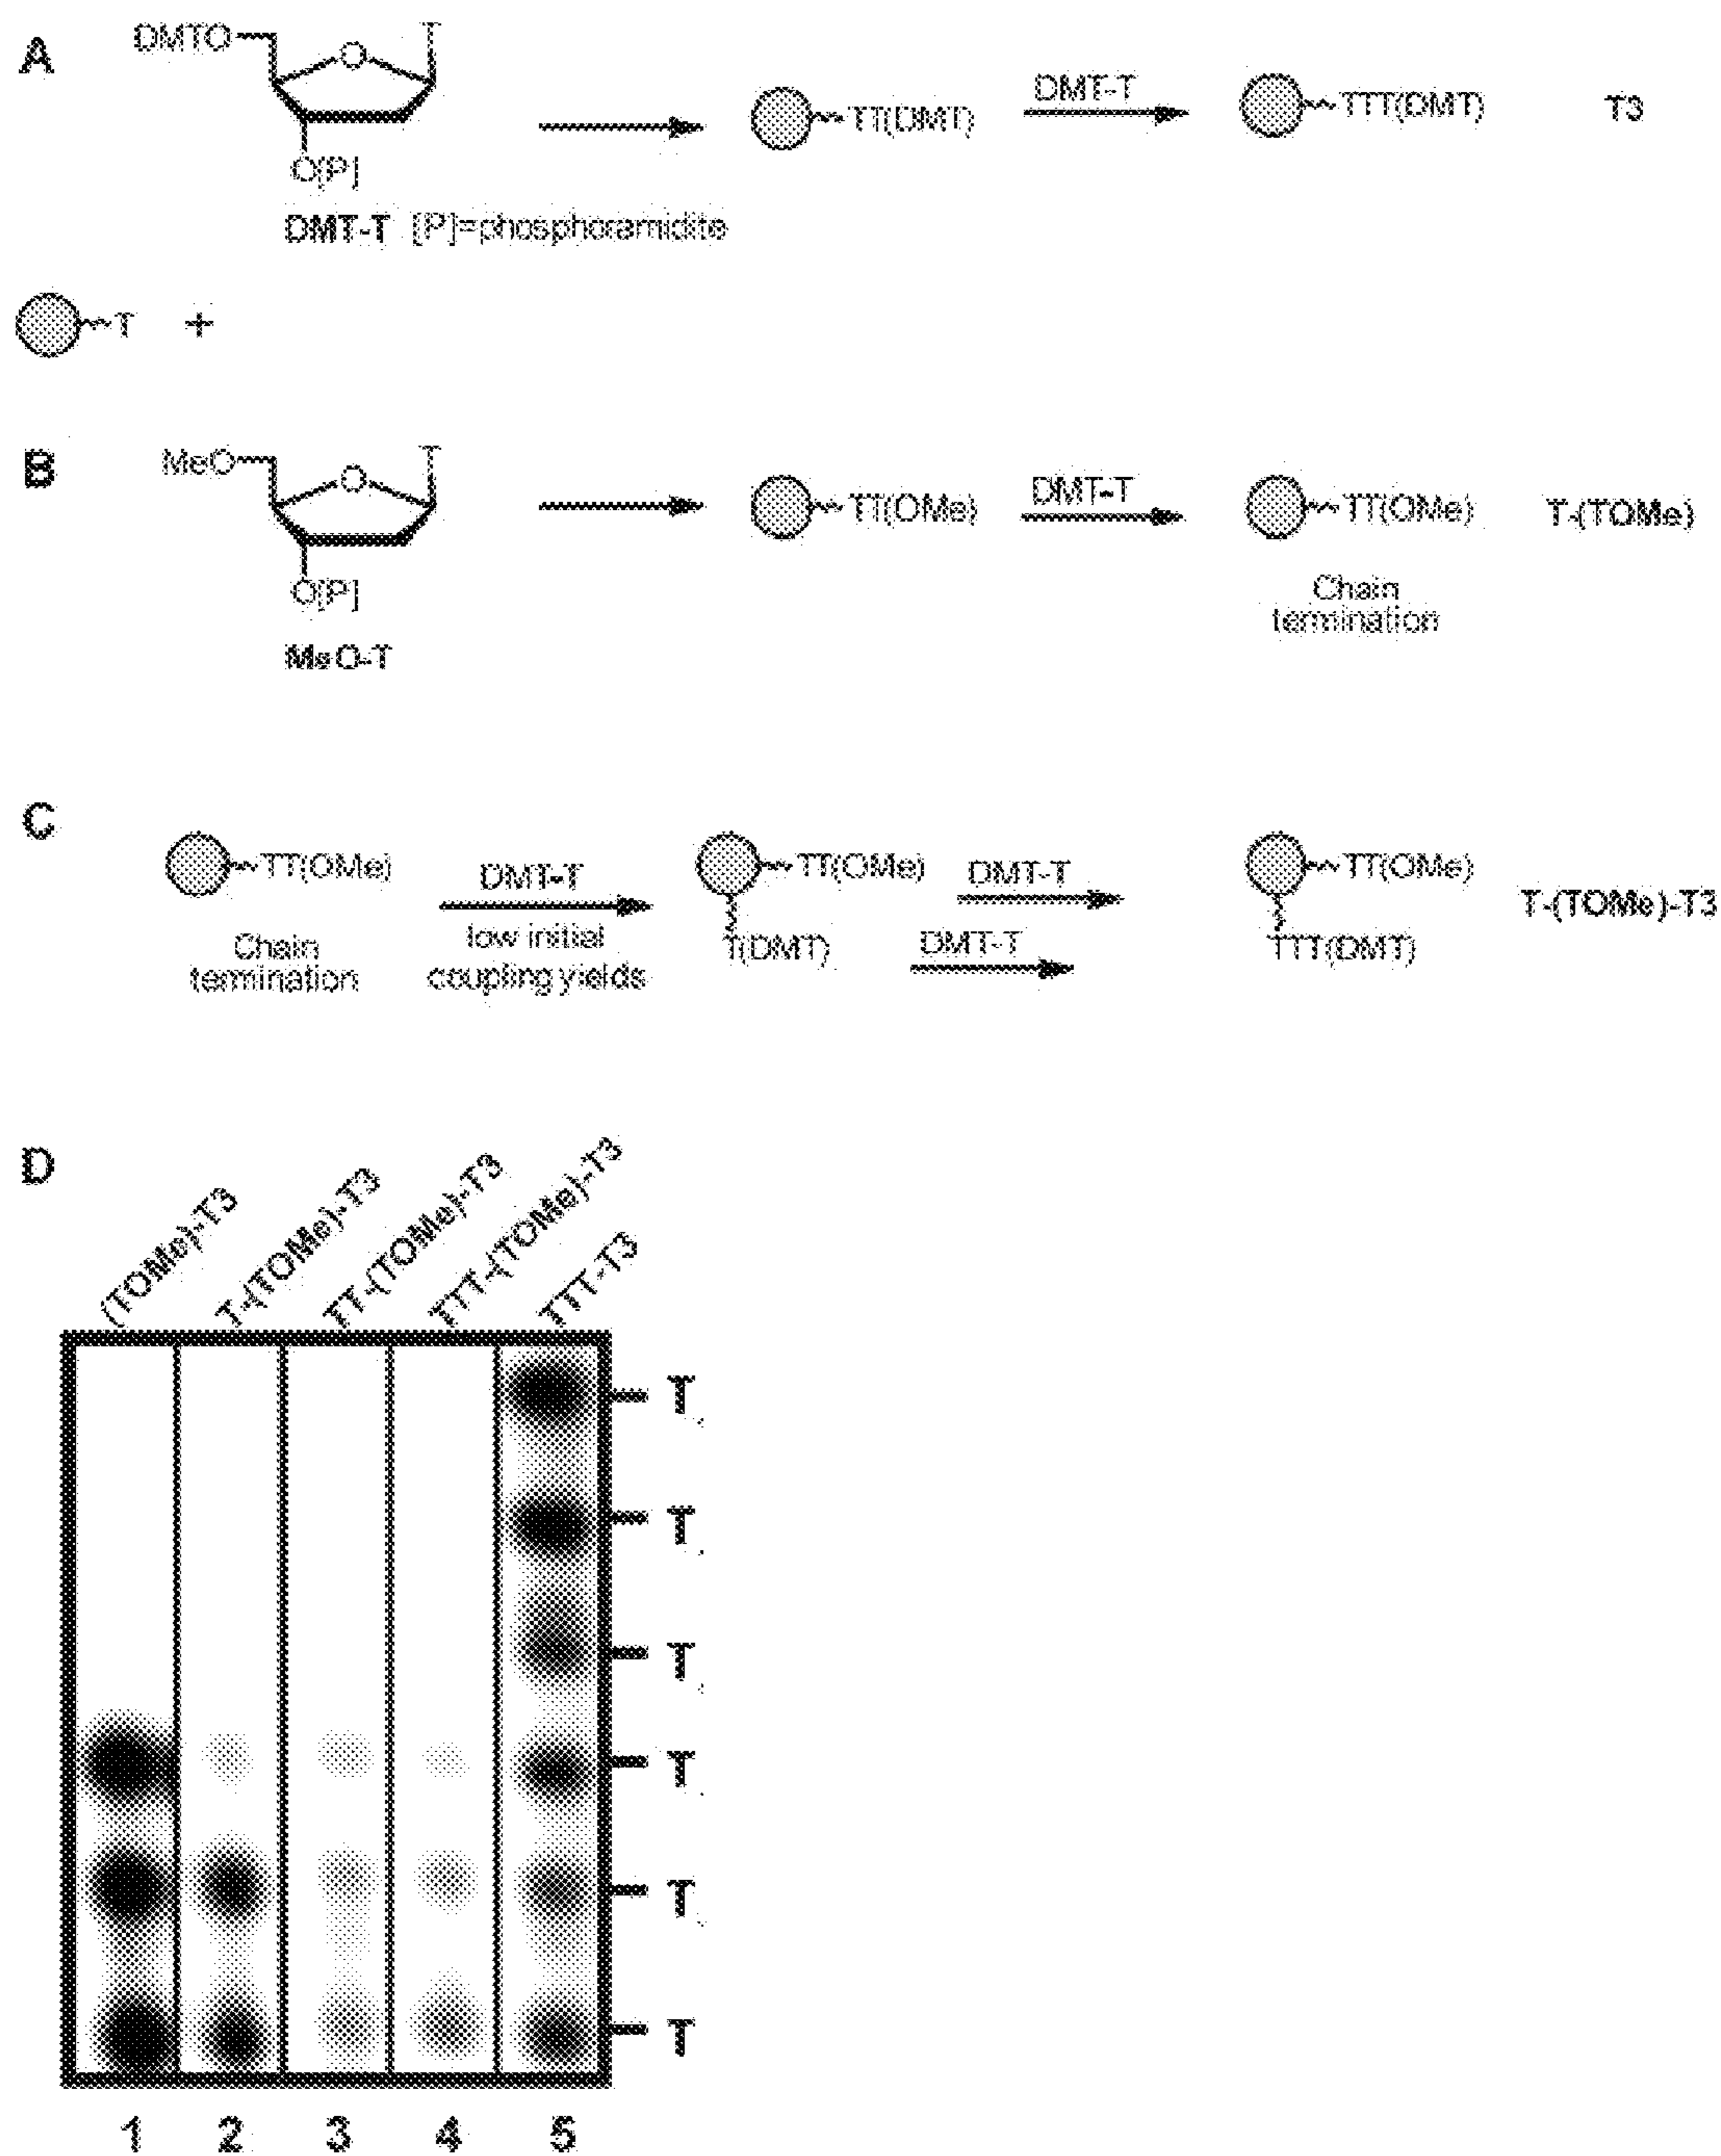 A
DMTO
O
T
O[P]
DMT-T [P]=phosphoramidite
TT(DMT)
DMT-T
TTT(DMT)
T3
T +
B
MeO
O
T
O[P]
MeO-T
TT(OMe)
DMT-T
TT(OMe)
Chain
termination
T-(TOMe)
C
TT(OMe)
Chain
termination
DMT-T
low initial
coupling yields
TT(OMe)
T(DMT)
DMT-T
DMT-T
TT(OMe)
TTT(DMT)
T-(TOMe)-T3
D
(TOMe)-T3
T-(TOMe)-T3
TT-(TOMe)-T3
TTT-(TOMe)-T3
TTT-T3
T
T
T
T
T
T
1 2 3 4 5